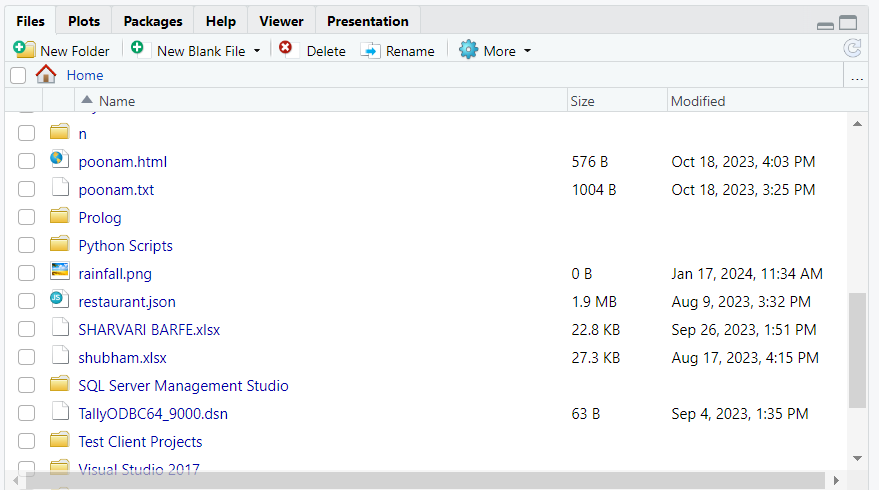 Files Plots Packages Help Viewer Presentation
New Folder New Blank File Delete Rename More
Home ...
Name Size Modified
n
poonam.html 576 B Oct 18, 2023, 4:03 PM
poonam.txt 1004 B Oct 18, 2023, 3:25 PM
Prolog
Python Scripts
rainfall.png 0 B Jan 17, 2024, 11:34 AM
JS restaurant.json 1.9 MB Aug 9, 2023, 3:32 PM
SHARVARI BARFE.xlsx 22.8 KB Sep 26, 2023, 1:51 PM
shubham.xlsx 27.3 KB Aug 17, 2023, 4:15 PM
SQL Server Management Studio
TallyODBC64_9000.dsn 63 B Sep 4, 2023, 1:35 PM
Test Client Projects
Visual Studio 2017